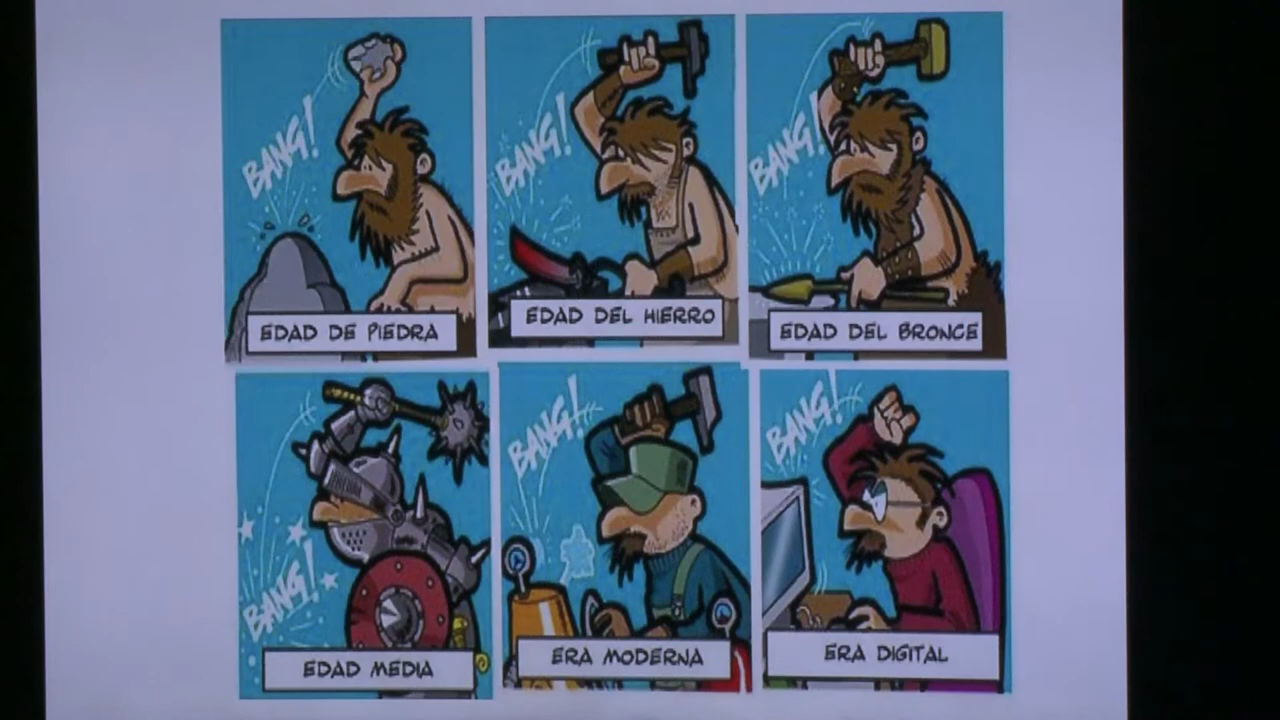 BANG!
EDAD DE PIEDRA
BANG!
EDAD DEL HIERRO
BANG!
EDAD DEL BRONCE
BANG!
EDAD MEDIA
BANG!
ERA MODERNA
BANG!
ERA DIGITAL